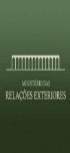 MINISTÉRIO DAS
RELAÇÕES EXTERIORES